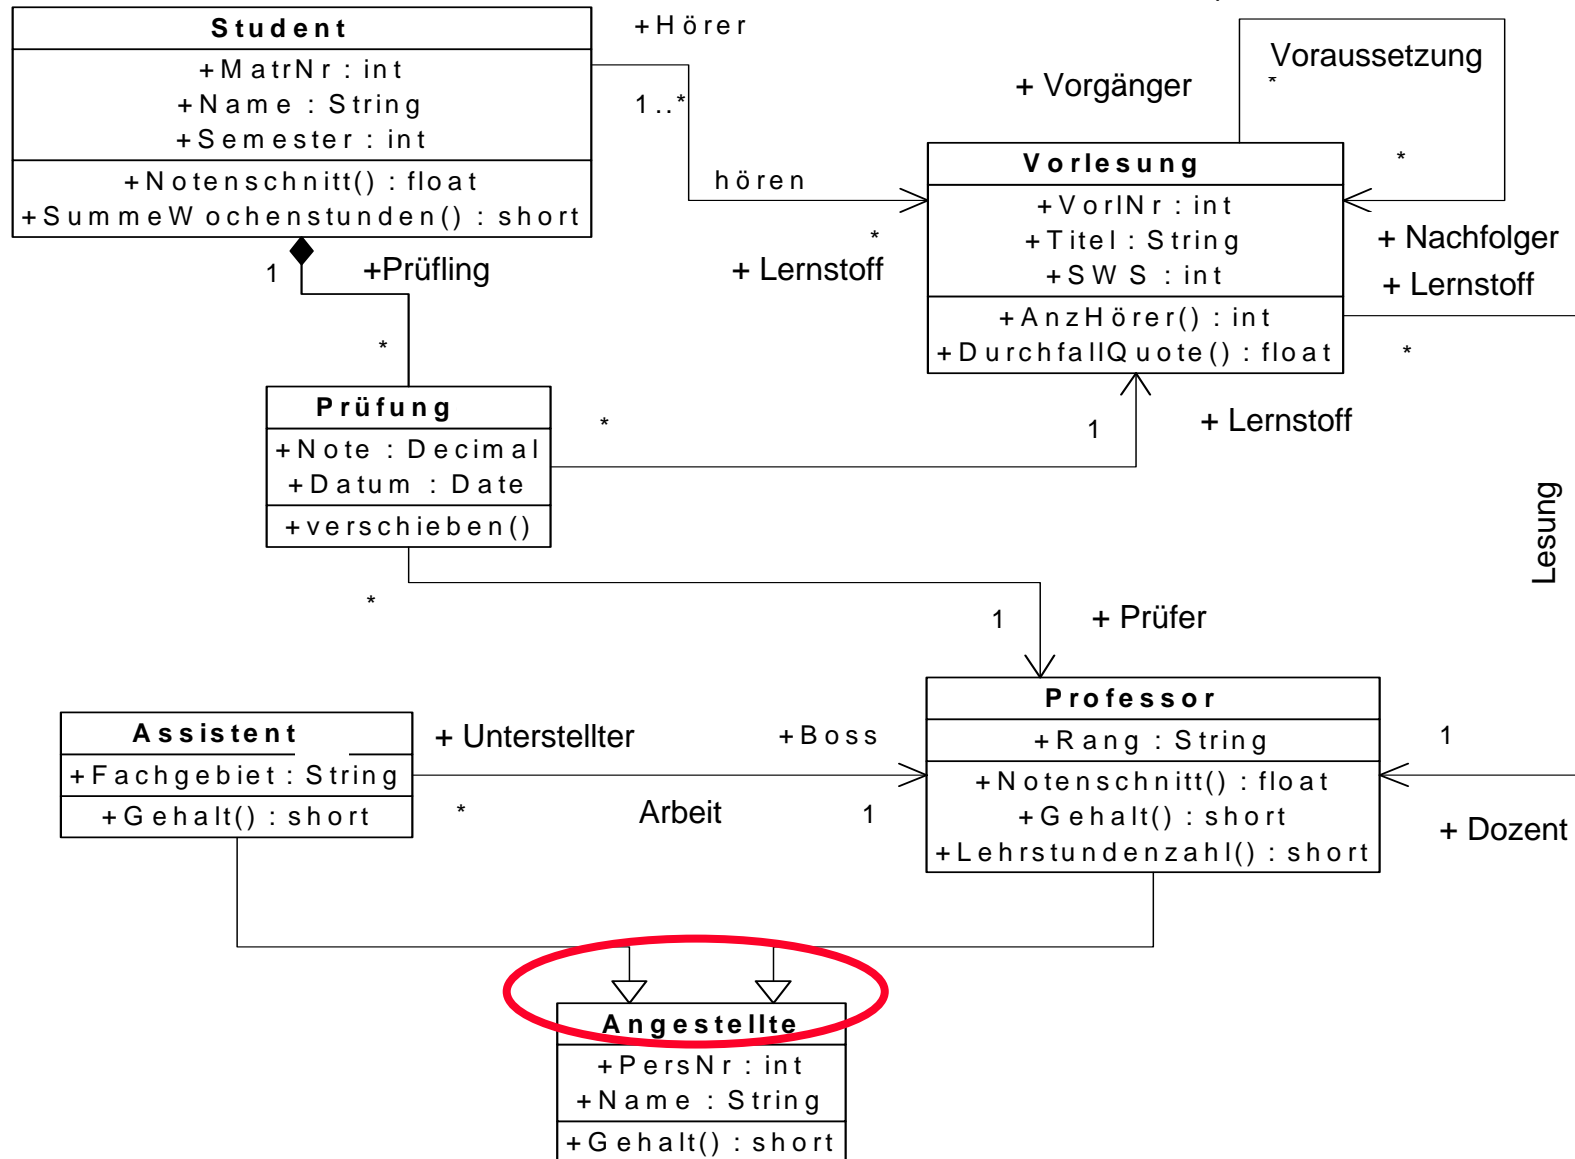 Student
+MatrNr : int
+Name : String
+Semester : int
+Notenschnitt() : float
+SummeWochenstunden() : short
+Hörer
1..*
hören
*
+ Lernstoff
Voraussetzung
*
+ Vorgänger
*
+ Nachfolger
Vorlesung
+VorlNr : int
+Titel : String
+SWS : int
+AnzHörer() : int
+DurchfallQuote() : float
+ Lernstoff
*
1
+Prüfling
*
Prüfung
+Note : Decimal
+Datum : Date
+verschieben()
*
1
+ Lernstoff
Lesung
*
1
+ Prüfer
Assistent
+Fachgebiet : String
+Gehalt() : short
+ Unterstellter
+Boss
*
Arbeit
1
Professor
+Rang : String
+Notenschnitt() : float
+Gehalt() : short
+Lehrstundenzahl() : short
1
+ Dozent
Angestellte
+PersNr : int
+Name : String
+Gehalt() : short